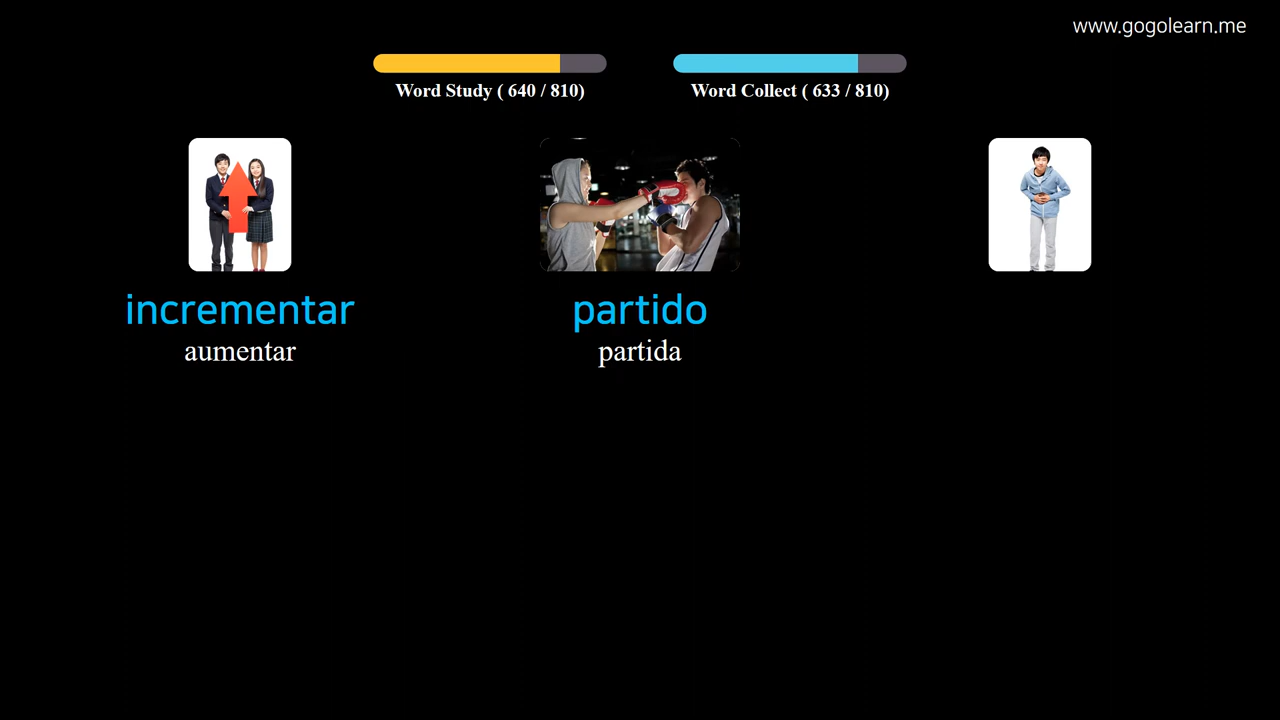 www.gogolearn.me
Word Study ( 640 / 810)
Word Collect ( 633 / 810)
incrementar
partido
aumentar
partida